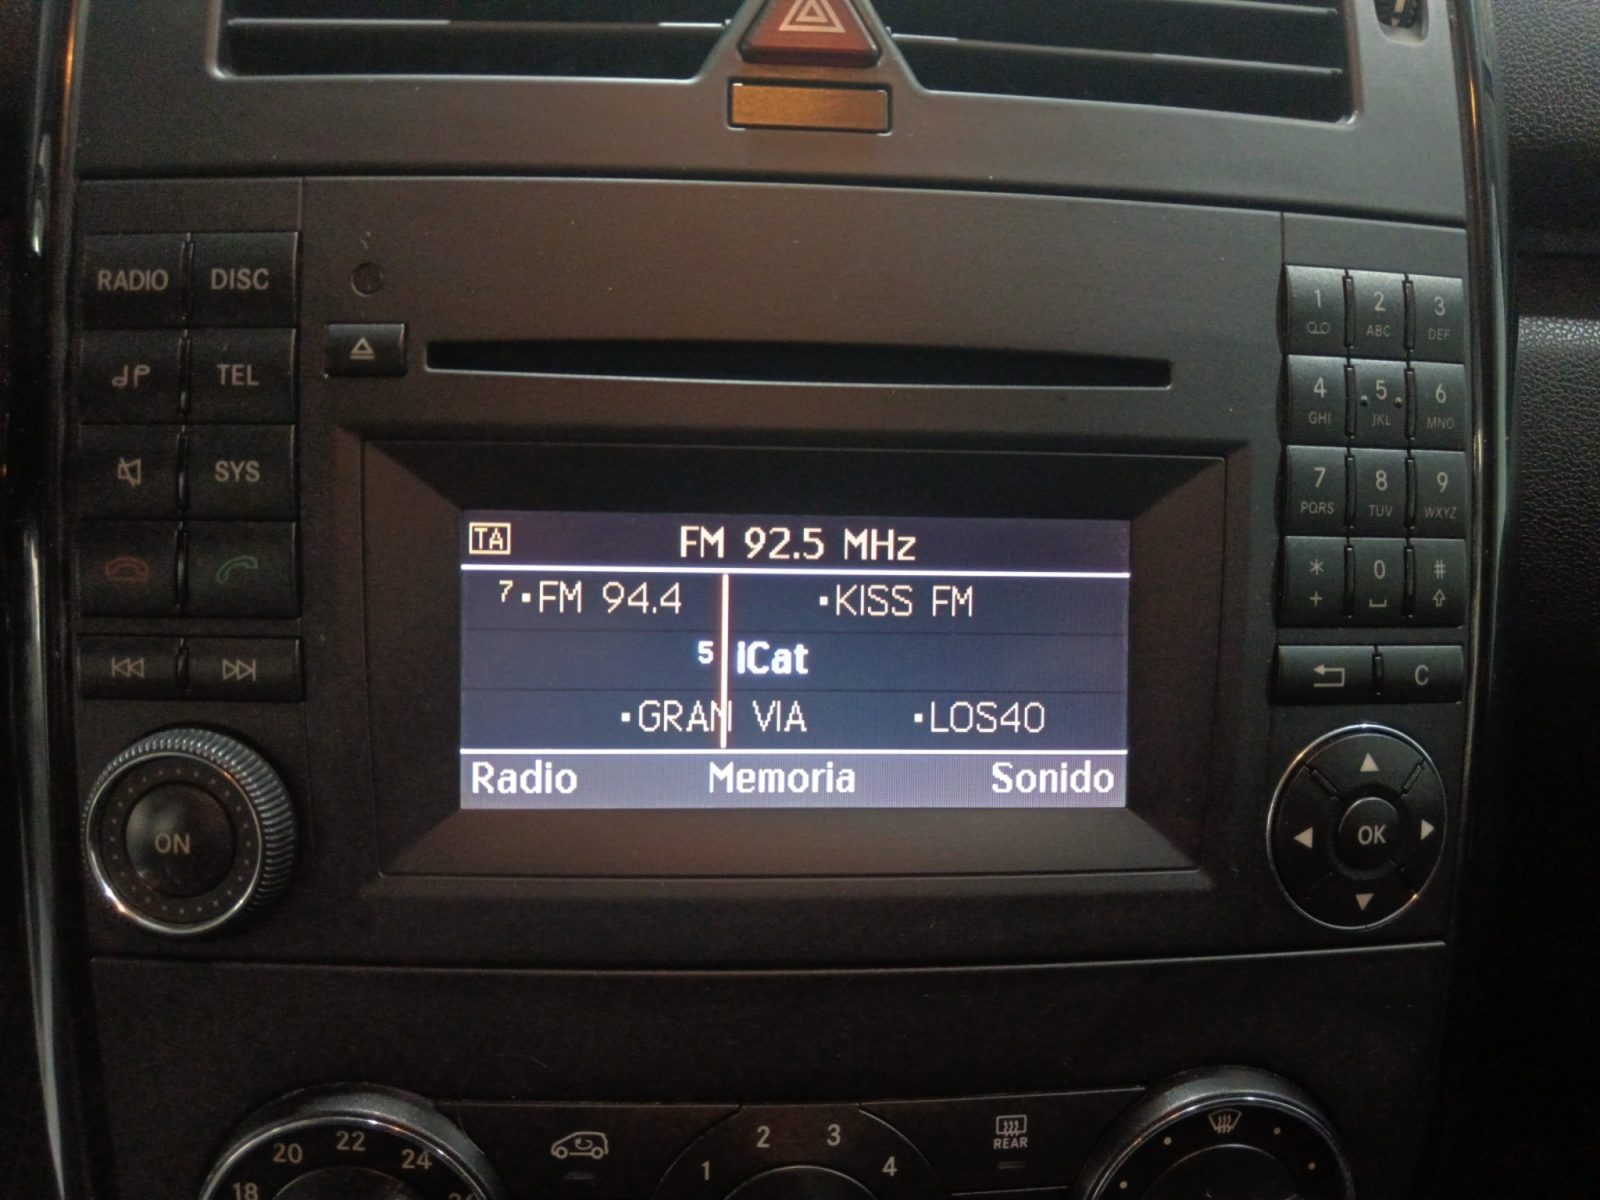 RADIO DISC
TEL
SYS
ON
1 2 ABC 3 DEF
4 GHI 5 JKL 6 MNO
7 PQRS 8 TUV 9 WXYZ
* + 0 #
C
OK
TA FM 92.5 MHz
7 FM 94.4 KISS FM
5 iCat
GRAN VIA LOS40
Radio Memoria Sonido
18 20 22 24
1 2 3 4
REAR